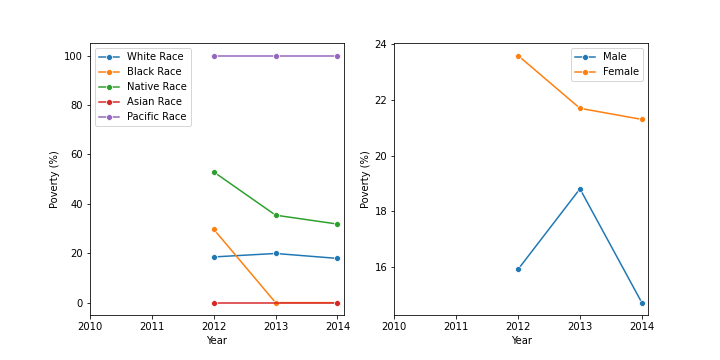 100
80
60
40
20
0
Poverty (%)
White Race
Black Race
Native Race
Asian Race
Pacific Race
2010 2011 2012 2013 2014
Year
24
22
20
18
16
Poverty (%)
Male
Female
2010 2011 2012 2013 2014
Year